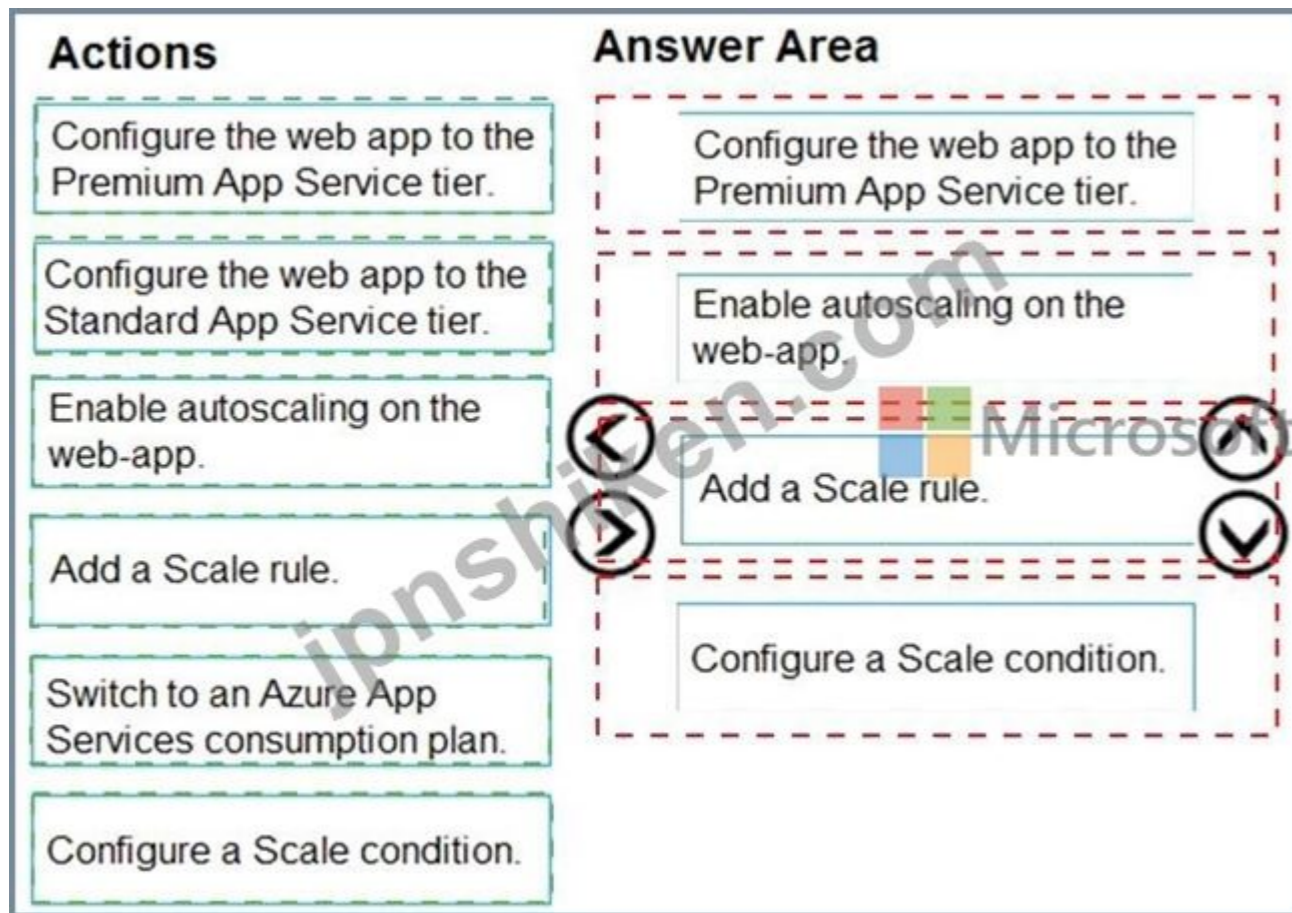 Actions
Configure the web app to the
Premium App Service tier.
Configure the web app to the
Standard App Service tier.
Enable autoscaling on the
web-app.
Add a Scale rule.
Switch to an Azure App
Services consumption plan.
Configure a Scale condition.
Answer Area
Configure the web app to the
Premium App Service tier.
Enable autoscaling on the
web-app.
Add a Scale rule.
Configure a Scale condition.
Microsoft
jpnshiken.com